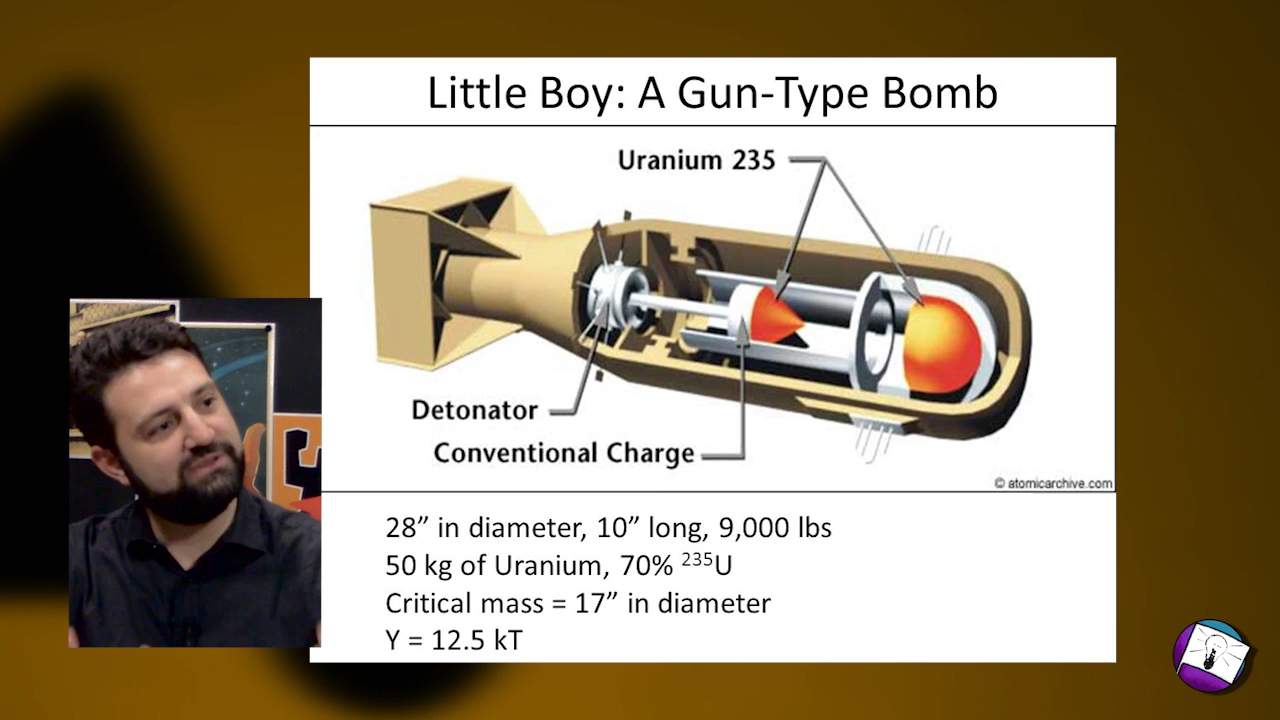 Little Boy: A Gun-Type Bomb
Uranium 235
Detonator
Conventional Charge
© atomicarchive.com
28” in diameter, 10” long, 9,000 lbs
50 kg of Uranium, 70% ²³⁵U
Critical mass = 17” in diameter
Y = 12.5 kT